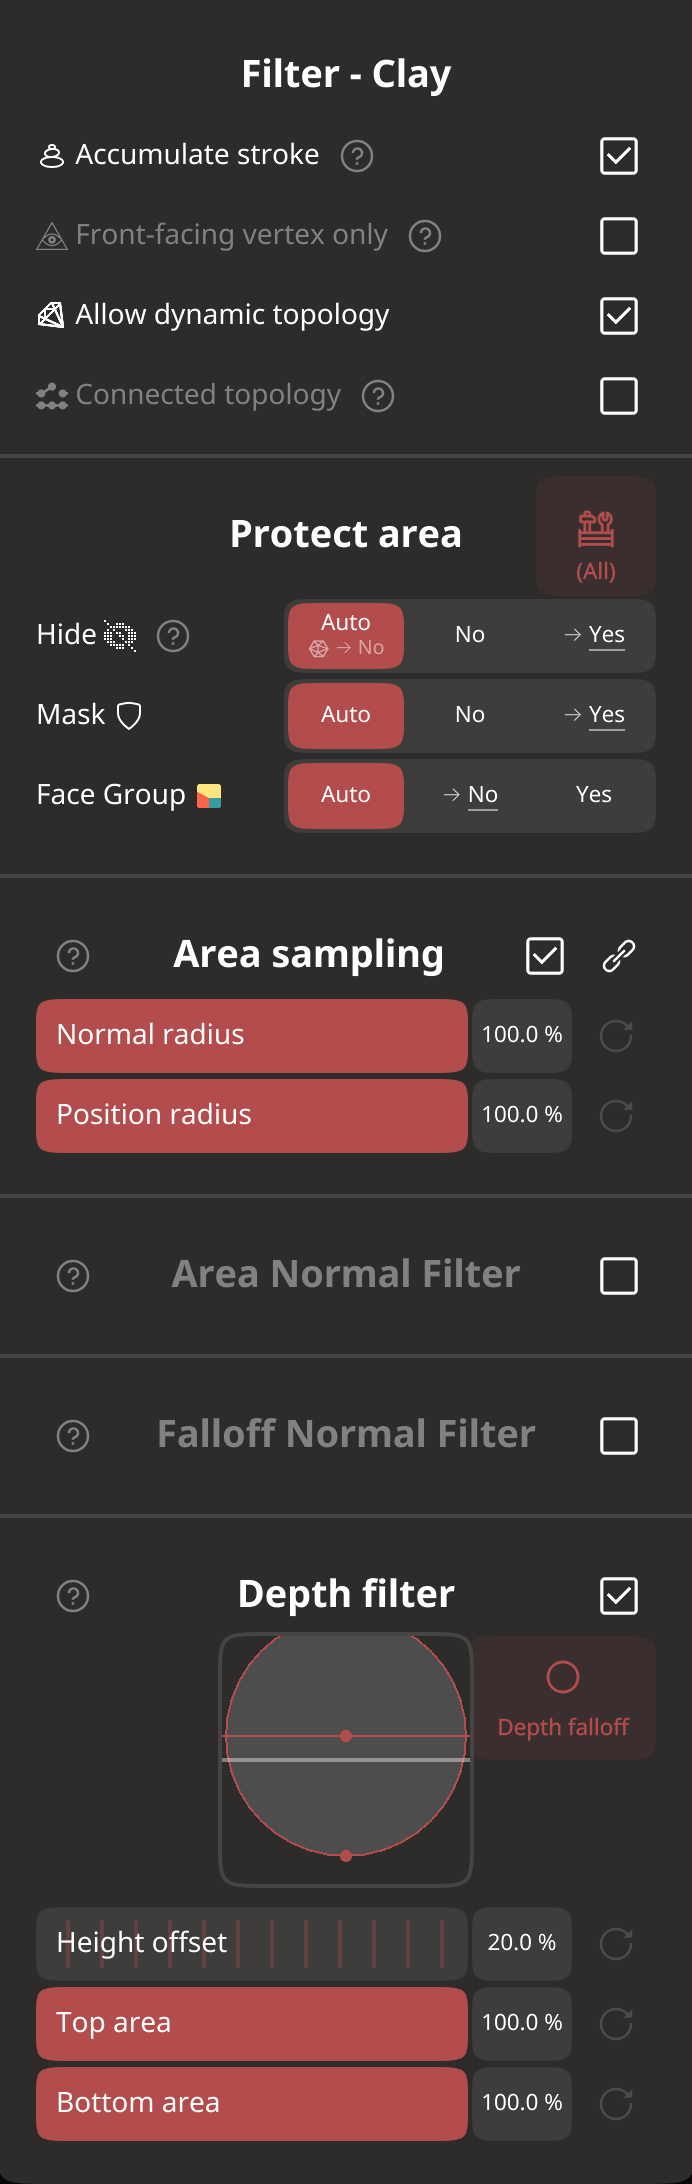 Filter - Clay
Accumulate stroke ?
Front-facing vertex only ?
Allow dynamic topology
Connected topology ?
Protect area
(All)
Hide ? Auto → No No → Yes
Mask Auto No → Yes
Face Group Auto → No Yes
? Area sampling
Normal radius 100.0 %
Position radius 100.0 %
? Area Normal Filter
? Falloff Normal Filter
? Depth filter
Depth falloff
Height offset 20.0 %
Top area 100.0 %
Bottom area 100.0 %